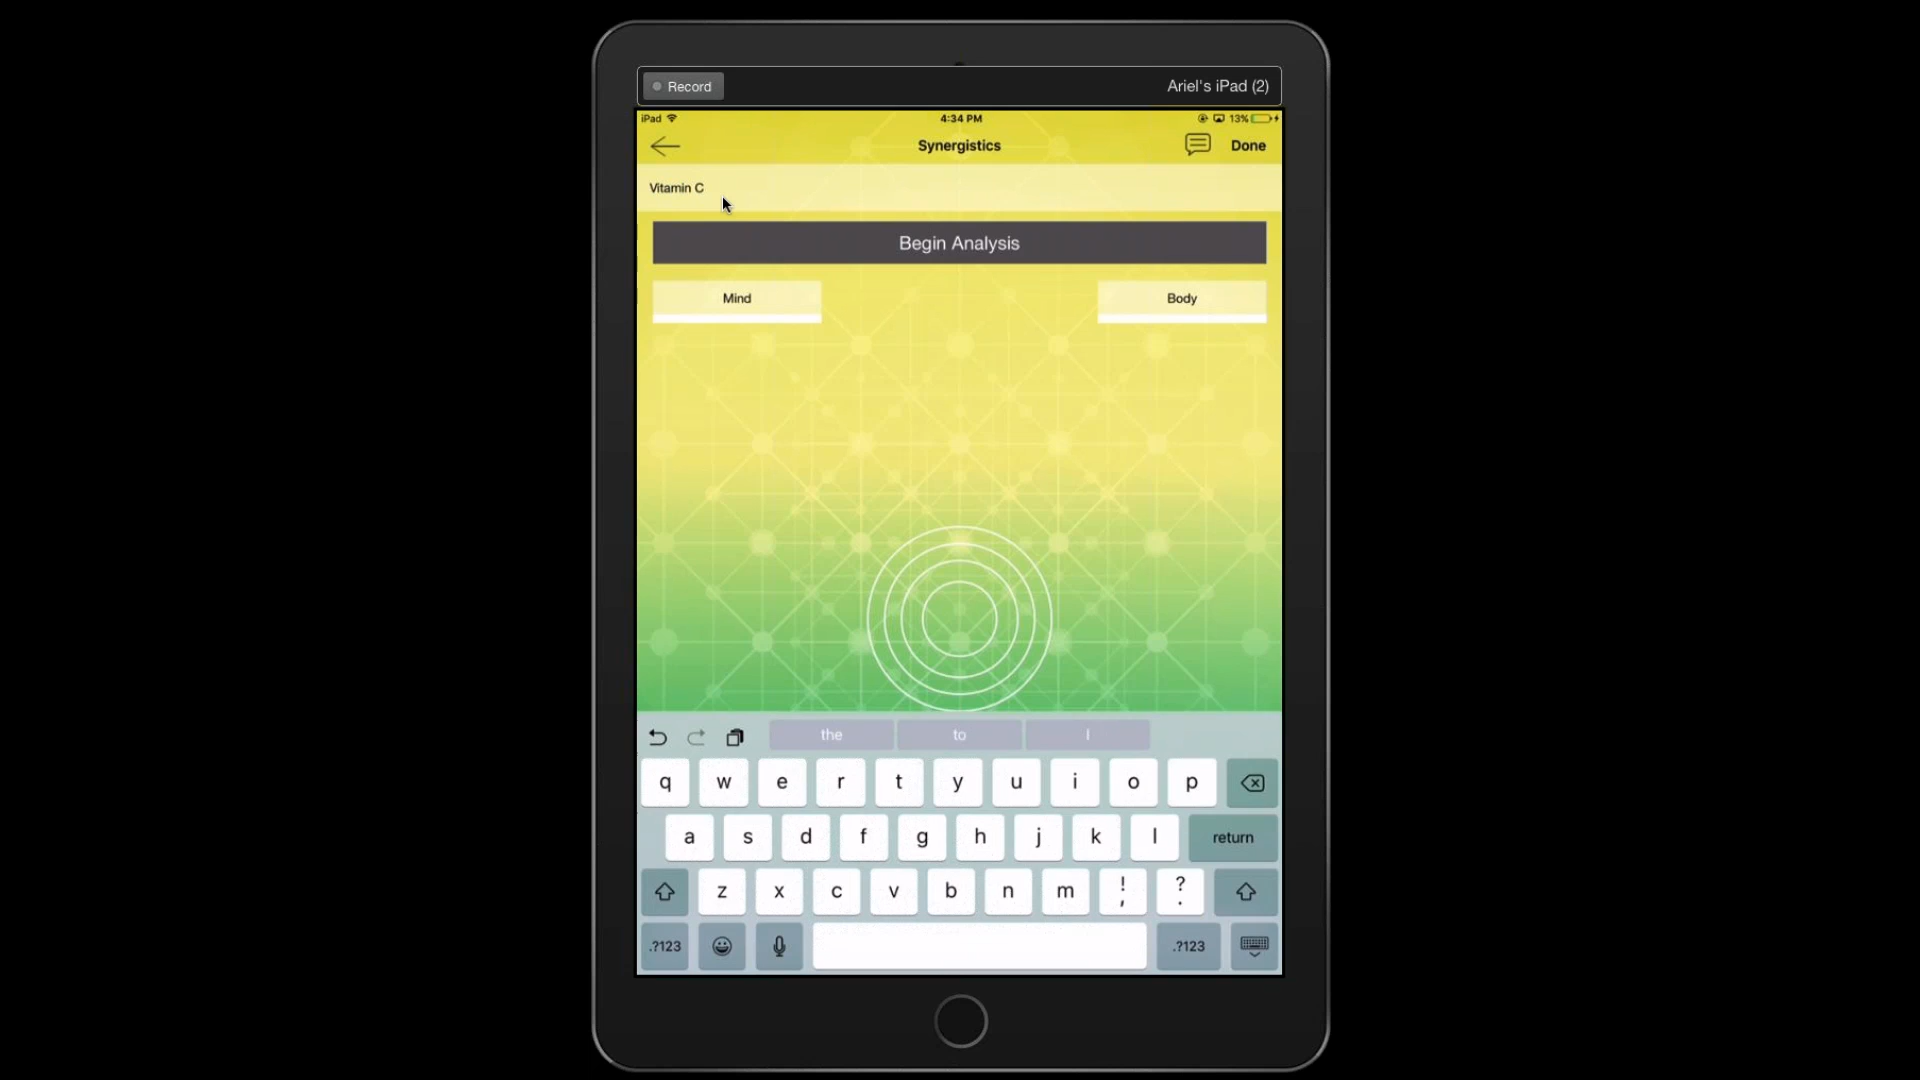 Record
Ariel's iPad (2)
iPad
4:34 PM
13%
Synergistics
Done
Vitamin C
Begin Analysis
Mind
Body
the
to
I
q w e r t y u i o p
a s d f g h j k l return
z x c v b n m ! , ? .
.?123
.?123